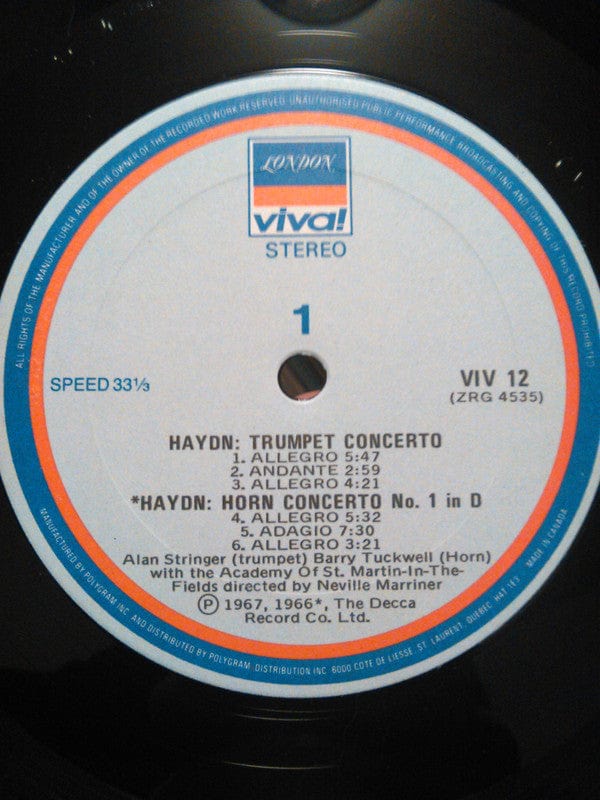 ALL RIGHTS OF THE MANUFACTURER AND OF THE OWNER OF THE RECORDED WORK RESERVED. UNAUTHORISED PUBLIC PERFORMANCE BROADCASTING AND COPYING OF THIS RECORD PROHIBITED
LONDON
viva!
STEREO
1
SPEED 33⅓
VIV 12
(ZRG 4535)
HAYDN: TRUMPET CONCERTO
1. ALLEGRO 5:47
2. ANDANTE 2:59
3. ALLEGRO 4:21
*HAYDN: HORN CONCERTO No. 1 in D
4. ALLEGRO 5:32
5. ADAGIO 7:30
6. ALLEGRO 3:21
Alan Stringer (trumpet) Barry Tuckwell (Horn)
with the Academy Of St. Martin-In-The-
Fields directed by Neville Marriner
Ⓟ 1967, 1966*, The Decca
Record Co. Ltd.
MANUFACTURED BY POLYGRAM INC. AND DISTRIBUTED BY POLYGRAM DISTRIBUTION INC. 6000 COTE DE LIESSE, ST. LAURENT, QUEBEC H4T 1E3 MADE IN CANADA